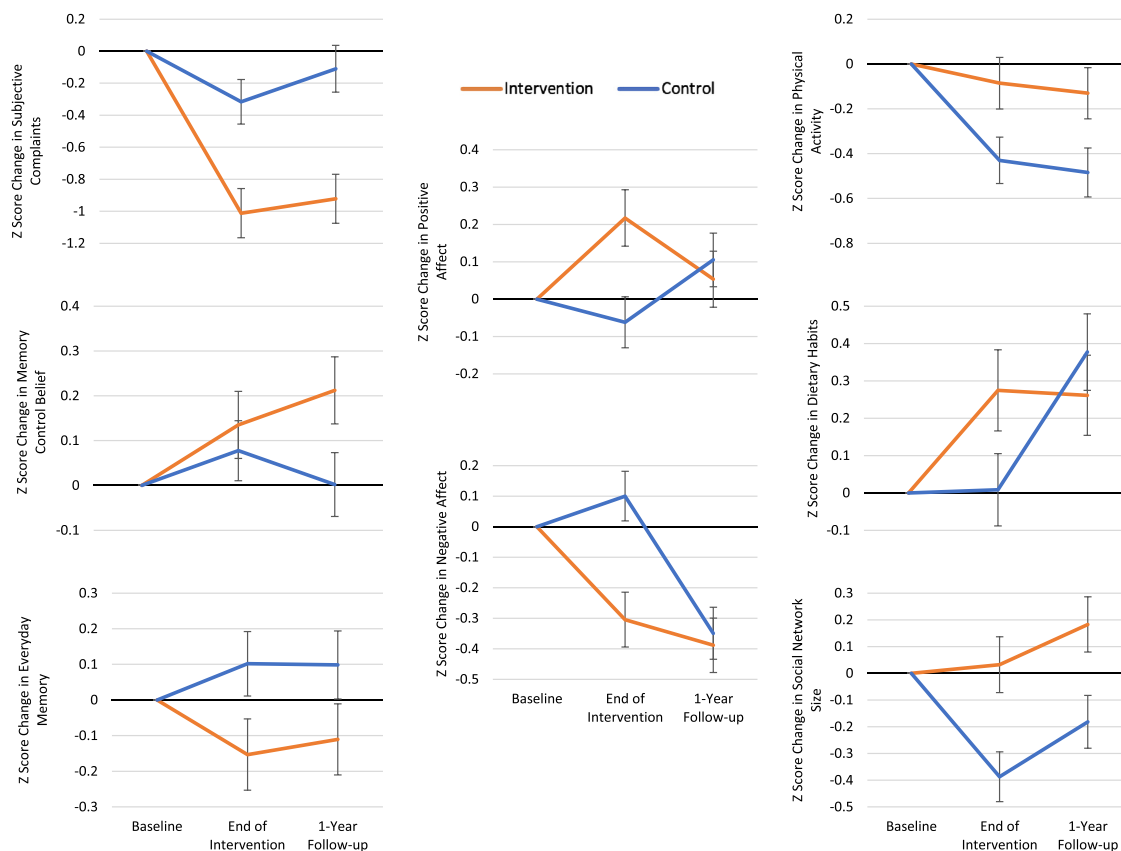 Z Score Change in Subjective
Complaints
0.2
0
-0.2
-0.4
-0.6
-0.8
-1
-1.2
Z Score Change in Memory
Control Belief
0.4
0.3
0.2
0.1
0
-0.1
Z Score Change in Everyday
Memory
0.3
0.2
0.1
0
-0.1
-0.2
-0.3
Baseline
End of
Intervention
1-Year
Follow-up
Intervention
Control
Z Score Change in Positive
Affect
0.4
0.3
0.2
0.1
0
-0.1
-0.2
Z Score Change in Negative Affect
0.2
0.1
0
-0.1
-0.2
-0.3
-0.4
-0.5
Baseline
End of
Intervention
1-Year
Follow-up
Z Score Change in Physical
Activity
0.2
0
-0.2
-0.4
-0.6
-0.8
Z Score Change in Dietary Habits
0.5
0.4
0.3
0.2
0.1
0
-0.1
Z Score Change in Social Network
Size
0.3
0.2
0.1
0
-0.1
-0.2
-0.3
-0.4
-0.5
Baseline
End of
Intervention
1-Year
Follow-up